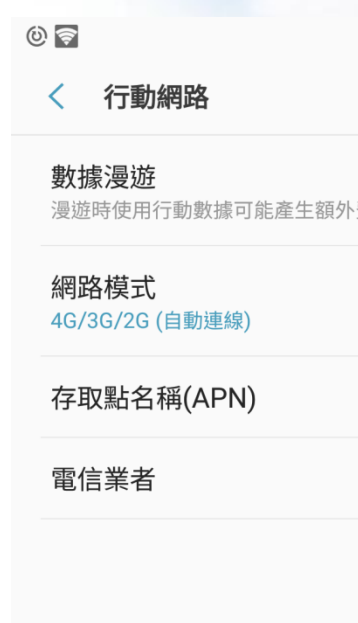 行動網路
數據漫遊
漫遊時使用行動數據可能產生額外
網路模式
4G/3G/2G (自動連線)
存取點名稱(APN)
電信業者